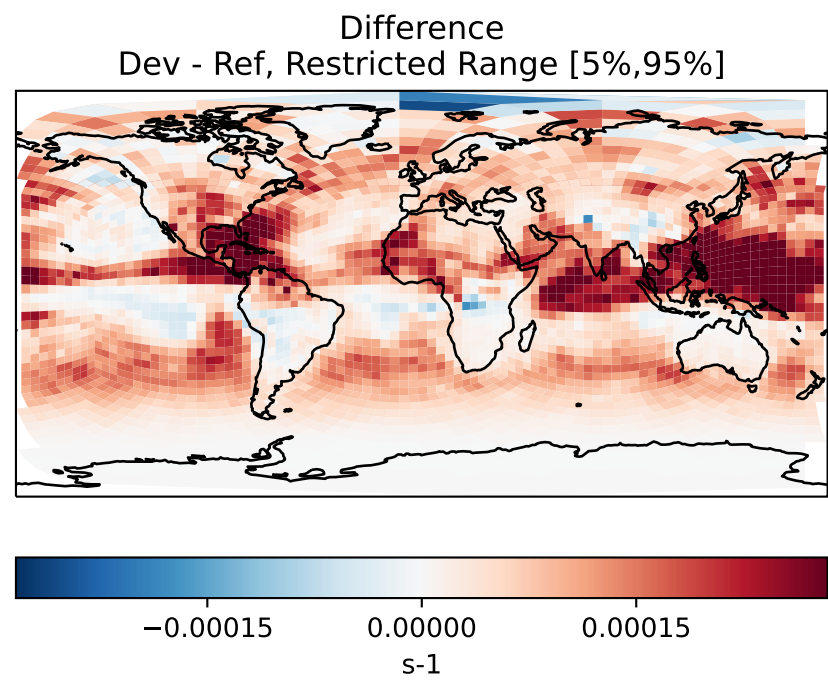 Difference
Dev - Ref, Restricted Range [5%,95%]
−0.00015 0.00000 0.00015
s-1